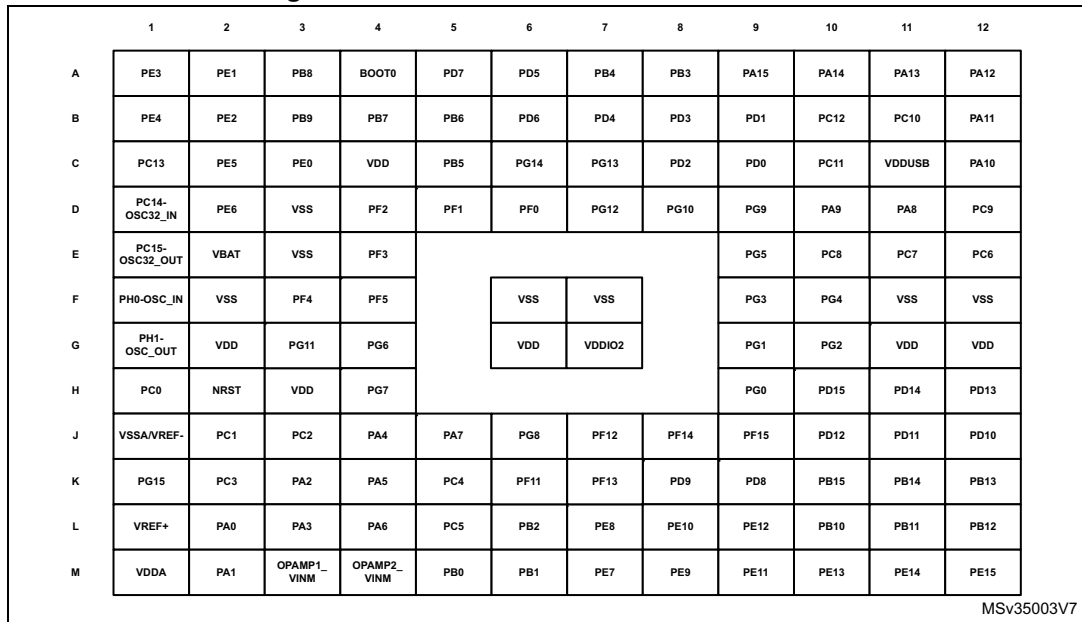 1 2 3 4 5 6 7 8 9 10 11 12
A PE3 PE1 PB8 BOOT0 PD7 PD5 PB4 PB3 PA15 PA14 PA13 PA12
B PE4 PE2 PB9 PB7 PB6 PD6 PD4 PD3 PD1 PC12 PC10 PA11
C PC13 PE5 PE0 VDD PB5 PG14 PG13 PD2 PD0 PC11 VDDUSB PA10
D PC14-OSC32_IN PE6 VSS PF2 PF1 PF0 PG12 PG10 PG9 PA9 PA8 PC9
E PC15-OSC32_OUT VBAT VSS PF3 PG5 PC8 PC7 PC6
F PH0-OSC_IN VSS PF4 PF5 VSS VSS PG3 PG4 VSS VSS
G PH1-OSC_OUT VDD PG11 PG6 VDD VDDIO2 PG1 PG2 VDD VDD
H PC0 NRST VDD PG7 PG0 PD15 PD14 PD13
J VSSA/VREF- PC1 PC2 PA4 PA7 PG8 PF12 PF14 PF15 PD12 PD11 PD10
K PG15 PC3 PA2 PA5 PC4 PF11 PF13 PD9 PD8 PB15 PB14 PB13
L VREF+ PA0 PA3 PA6 PC5 PB2 PE8 PE10 PE12 PB10 PB11 PB12
M VDDA PA1 OPAMP1_VINM OPAMP2_VINM PB0 PB1 PE7 PE9 PE11 PE13 PE14 PE15
MSv35003V7